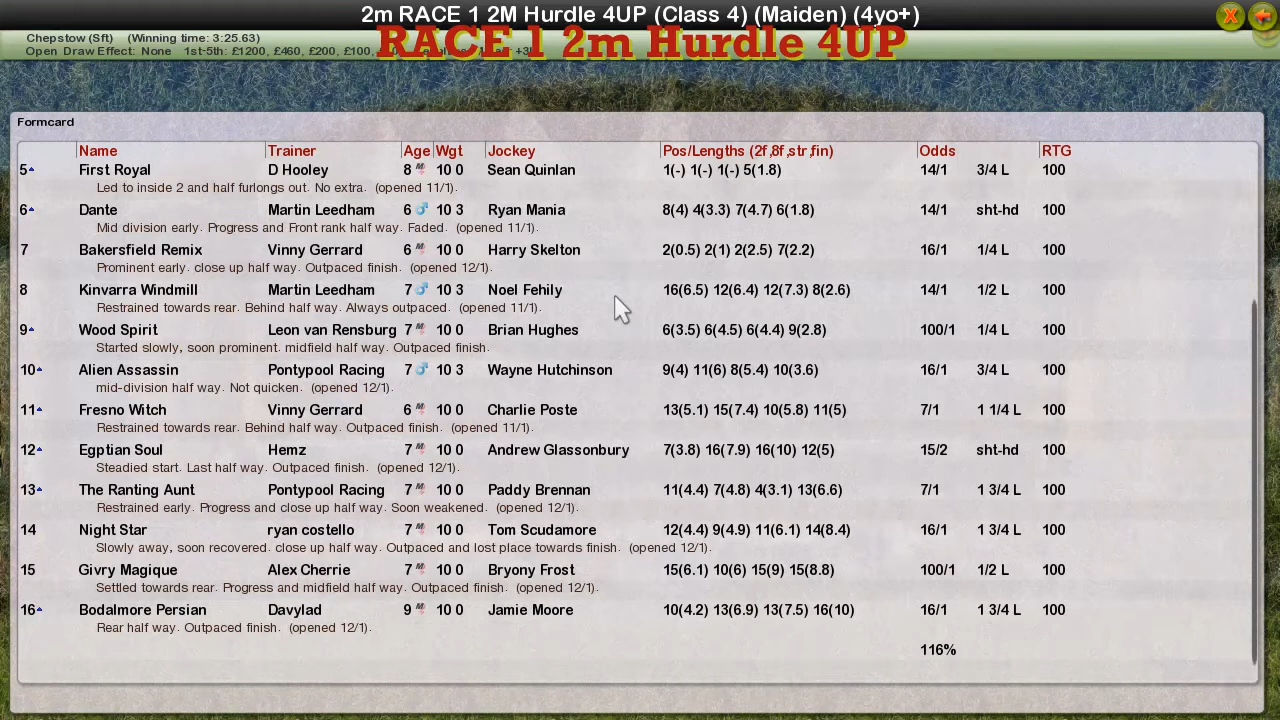 2m RACE 1 2M Hurdle 4UP (Class 4) (Maiden) (4yo+)
RACE 1 2m Hurdle 4UP
Chepstow (Sft) (Winning time: 3:25.63)
Open Draw Effect: None 1st-5th: £1200, £460, £200, £100,
Formcard
Name Trainer Age Wgt Jockey Pos/Lengths (2f,8f,str,fin) Odds RTG
5 First Royal D Hooley 8 10 0 Sean Quinlan 1(-) 1(-) 1(-) 5(1.8) 14/1 3/4 L 100
Led to inside 2 and half furlongs out. No extra. (opened 11/1).
6 Dante Martin Leedham 6 10 3 Ryan Mania 8(4) 4(3.3) 7(4.7) 6(1.8) 14/1 sht-hd 100
Mid division early. Progress and Front rank half way. Faded. (opened 11/1).
7 Bakersfield Remix Vinny Gerrard 6 10 0 Harry Skelton 2(0.5) 2(1) 2(2.5) 7(2.2) 16/1 1/4 L 100
Prominent early. close up half way. Outpaced finish. (opened 12/1).
8 Kinvarra Windmill Martin Leedham 7 10 3 Noel Fehily 16(6.5) 12(6.4) 12(7.3) 8(2.6) 14/1 1/2 L 100
Restrained towards rear. Behind half way. Always outpaced. (opened 11/1).
9 Wood Spirit Leon van Rensburg 7 10 0 Brian Hughes 6(3.5) 6(4.5) 6(4.4) 9(2.8) 100/1 1/4 L 100
Started slowly, soon prominent. midfield half way. Outpaced finish.
10 Alien Assassin Pontypool Racing 7 10 3 Wayne Hutchinson 9(4) 11(6) 8(5.4) 10(3.6) 16/1 3/4 L 100
mid-division half way. Not quicken. (opened 12/1).
11 Fresno Witch Vinny Gerrard 6 10 0 Charlie Poste 13(5.1) 15(7.4) 10(5.8) 11(5) 7/1 1 1/4 L 100
Restrained towards rear. Behind half way. Outpaced finish. (opened 11/1).
12 Egptian Soul Hemz 7 10 0 Andrew Glassonbury 7(3.8) 16(7.9) 16(10) 12(5) 15/2 sht-hd 100
Steadied start. Last half way. Outpaced finish. (opened 12/1).
13 The Ranting Aunt Pontypool Racing 7 10 0 Paddy Brennan 11(4.4) 7(4.8) 4(3.1) 13(6.6) 7/1 1 3/4 L 100
Restrained early. Progress and close up half way. Soon weakened. (opened 12/1).
14 Night Star ryan costello 7 10 0 Tom Scudamore 12(4.4) 9(4.9) 11(6.1) 14(8.4) 16/1 1 3/4 L 100
Slowly away, soon recovered. close up half way. Outpaced and lost place towards finish. (opened 12/1).
15 Givry Magique Alex Cherrie 7 10 0 Bryony Frost 15(6.1) 10(6) 15(9) 15(8.8) 100/1 1/2 L 100
Settled towards rear. Progress and midfield half way. Outpaced finish. (opened 12/1).
16 Bodalmore Persian Davylad 9 10 0 Jamie Moore 10(4.2) 13(6.9) 13(7.5) 16(10) 16/1 1 3/4 L 100
Rear half way. Outpaced finish. (opened 12/1).
116%